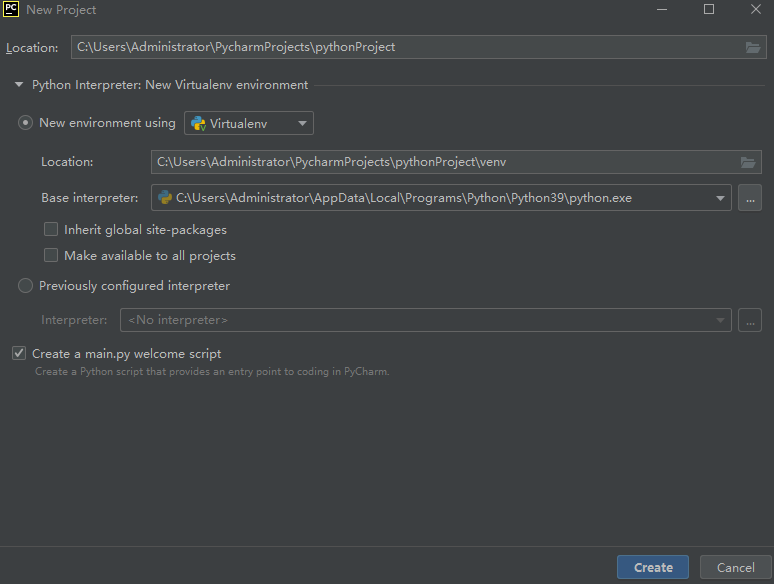 PC New Project
Location: C:\Users\Administrator\PycharmProjects\pythonProject
Python Interpreter: New Virtualenv environment
New environment using Virtualenv
Location: C:\Users\Administrator\PycharmProjects\pythonProject\venv
Base interpreter: C:\Users\Administrator\AppData\Local\Programs\Python\Python39\python.exe ...
Inherit global site-packages
Make available to all projects
Previously configured interpreter
Interpreter: <No interpreter> ...
Create a main.py welcome script
Create a Python script that provides an entry point to coding in PyCharm.
Create Cancel